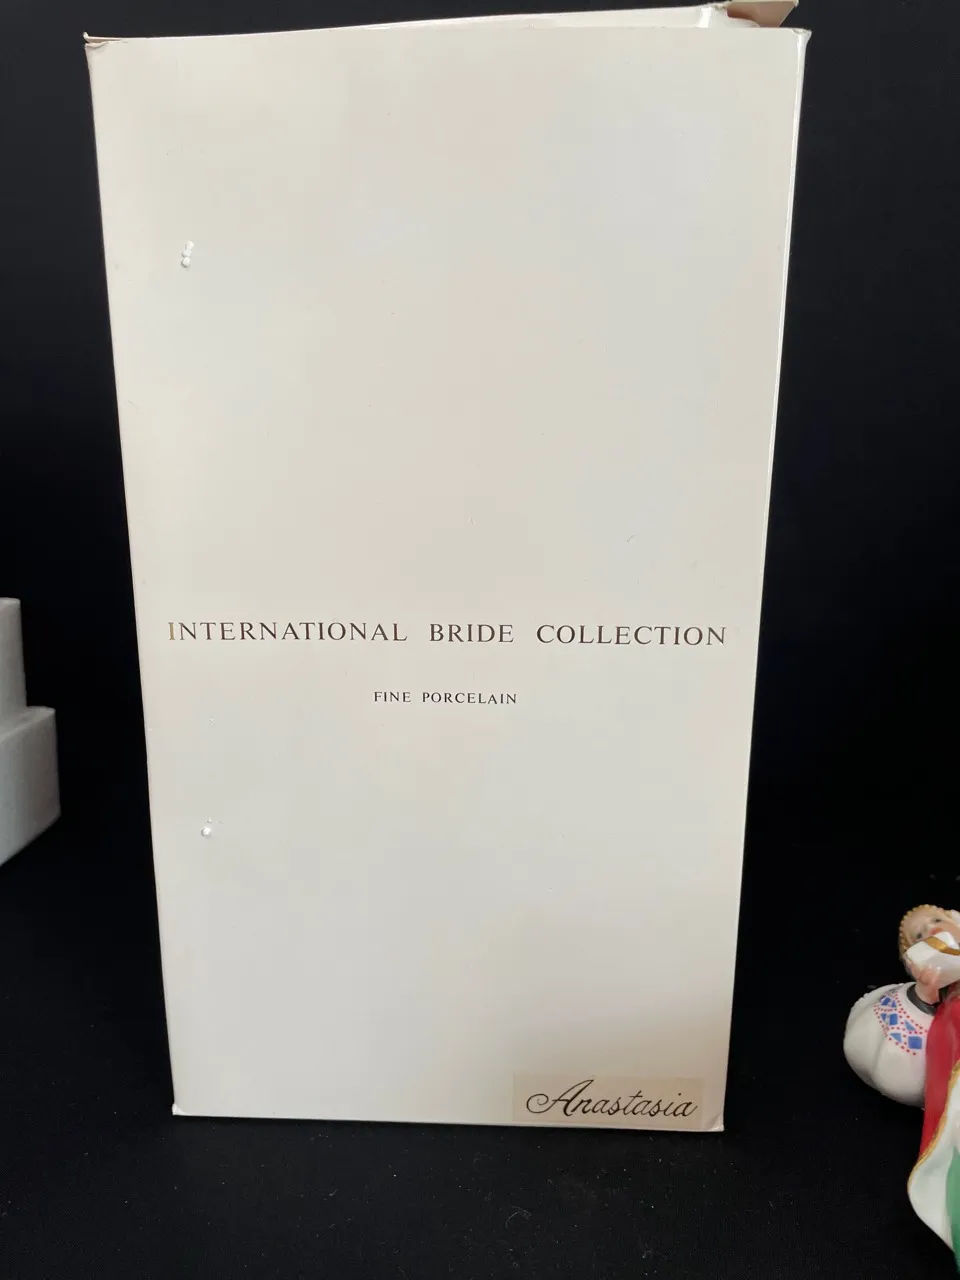 INTERNATIONAL BRIDE COLLECTION
FINE PORCELAIN
Anastasia